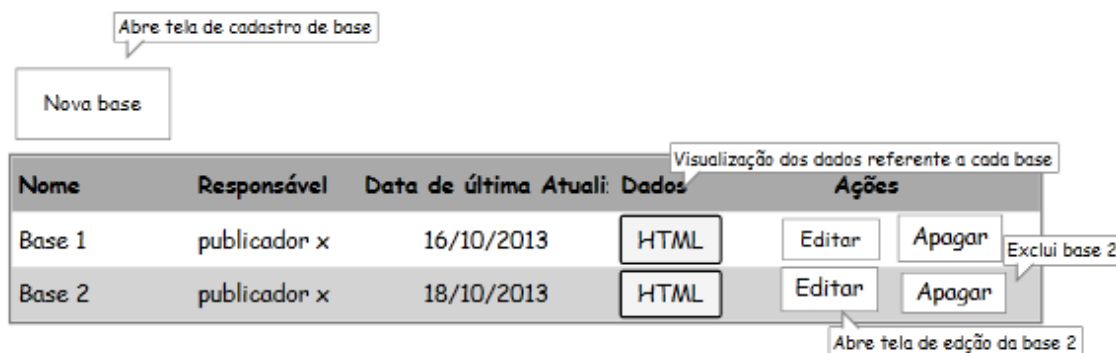 Abre tela de cadastro de base
Nova base
Visualização dos dados referente a cada base
Nome Responsável Data de última Atuali: Dados Ações
Base 1 publicador x 16/10/2013 HTML Editar Apagar
Exclui base 2
Base 2 publicador x 18/10/2013 HTML Editar Apagar
Abre tela de edção da base 2